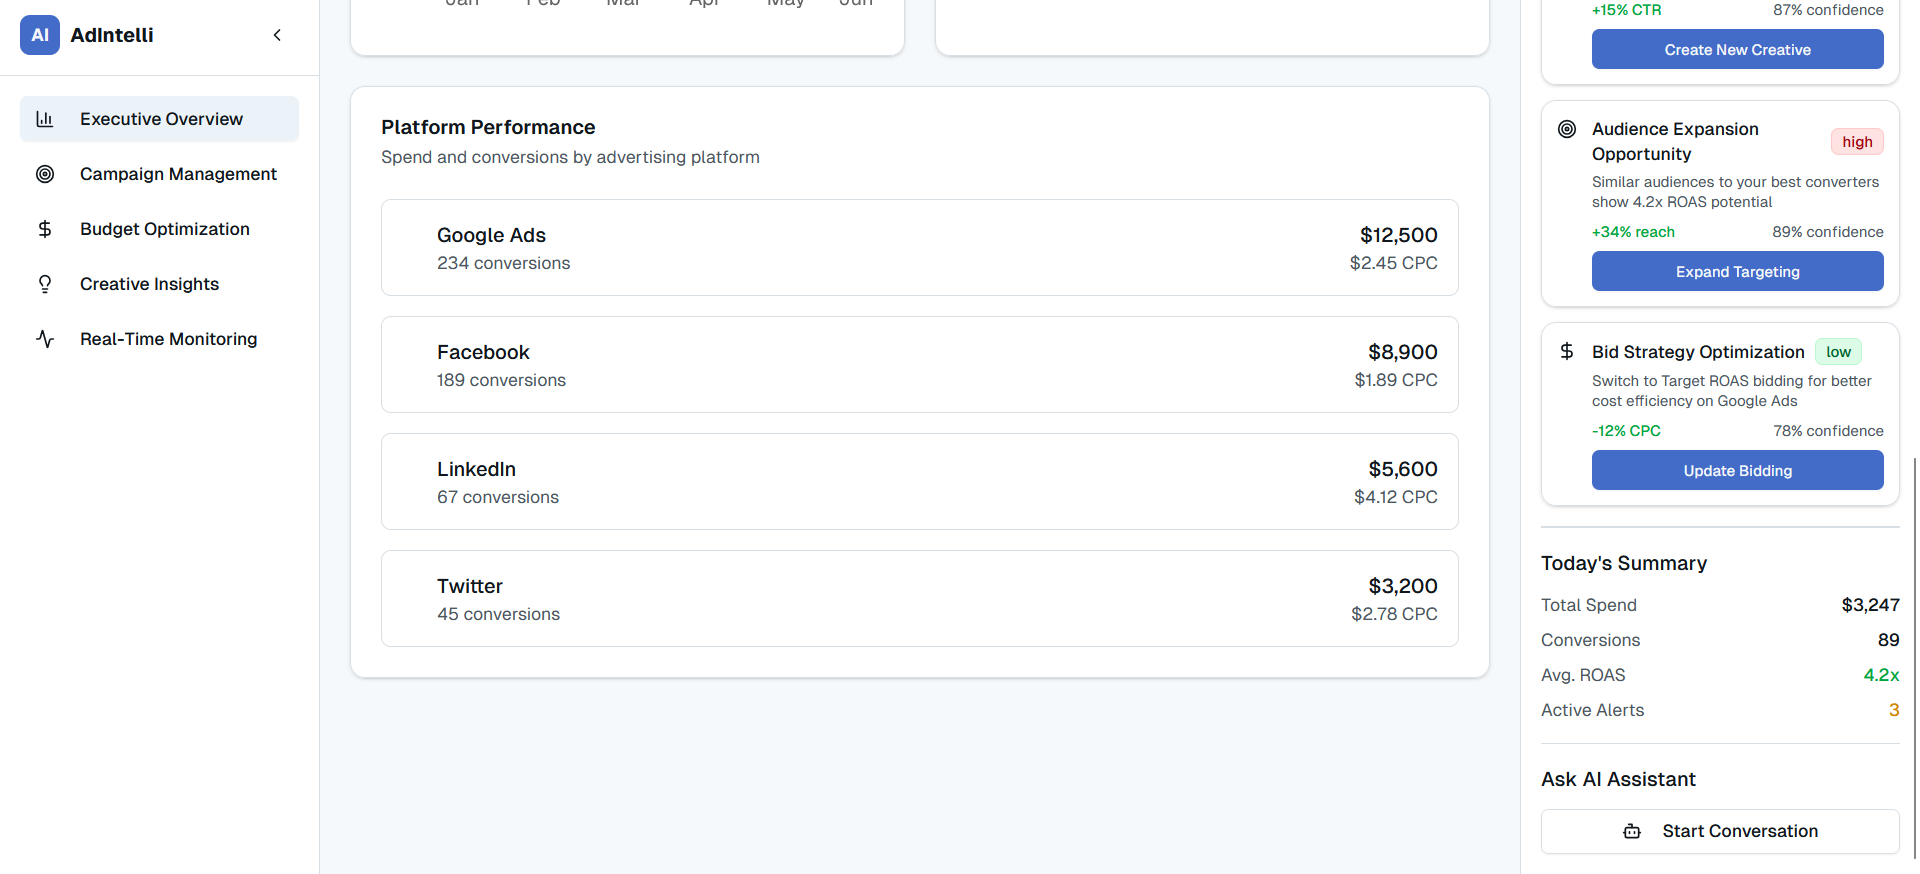 AI AdIntelli
Executive Overview
Campaign Management
Budget Optimization
Creative Insights
Real-Time Monitoring
Jan Feb Mar Apr May Jun
Platform Performance
Spend and conversions by advertising platform
Google Ads $12,500
234 conversions $2.45 CPC
Facebook $8,900
189 conversions $1.89 CPC
LinkedIn $5,600
67 conversions $4.12 CPC
Twitter $3,200
45 conversions $2.78 CPC
+15% CTR 87% confidence
Create New Creative
Audience Expansion
Opportunity
high
Similar audiences to your best converters
show 4.2x ROAS potential
+34% reach 89% confidence
Expand Targeting
Bid Strategy Optimization low
Switch to Target ROAS bidding for better
cost efficiency on Google Ads
-12% CPC 78% confidence
Update Bidding
Today's Summary
Total Spend $3,247
Conversions 89
Avg. ROAS 4.2x
Active Alerts 3
Ask AI Assistant
Start Conversation